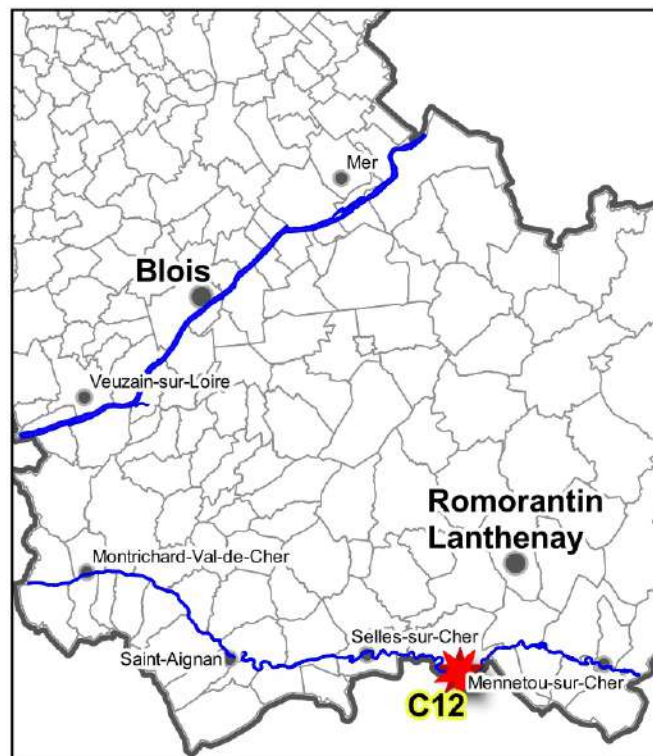 Mer
Blois
Veuzain-sur-Loire
Romorantin
Lanthenay
Montrichard-Val-de-Cher
Selles-sur-Cher
Saint-Aignan
Mennetou-sur-Cher
C12